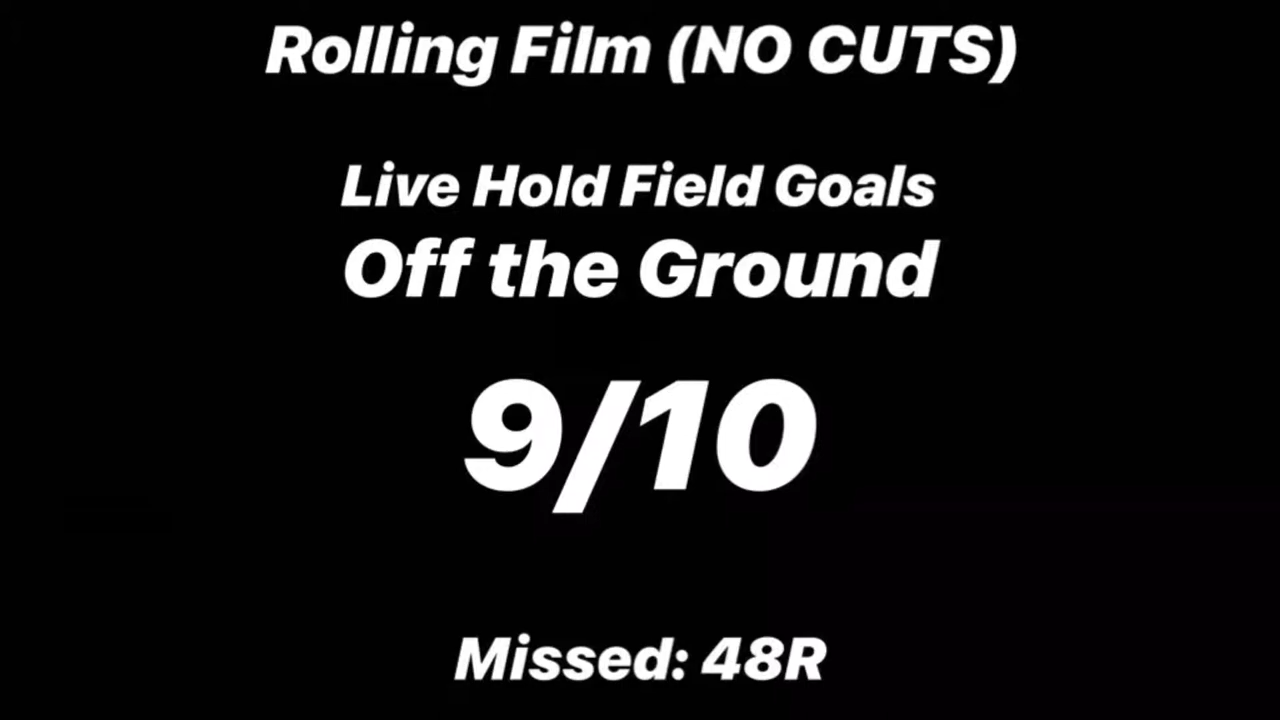 Rolling Film (NO CUTS)
Live Hold Field Goals
Off the Ground
9/10
Missed: 48R